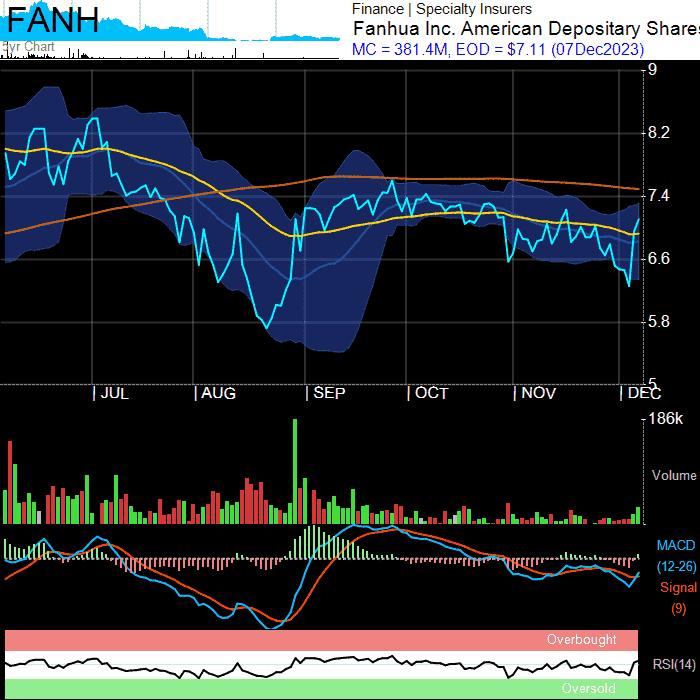 FANH
5yr Chart
Finance | Specialty Insurers
Fanhua Inc. American Depositary Shares
MC = 381.4M, EOD = $7.11 (07Dec2023)
9
8.2
7.4
6.6
5.8
5
JUL
AUG
SEP
OCT
NOV
DEC
186k
Volume
MACD
(12-26)
Signal
(9)
Overbought
RSI(14)
Oversold